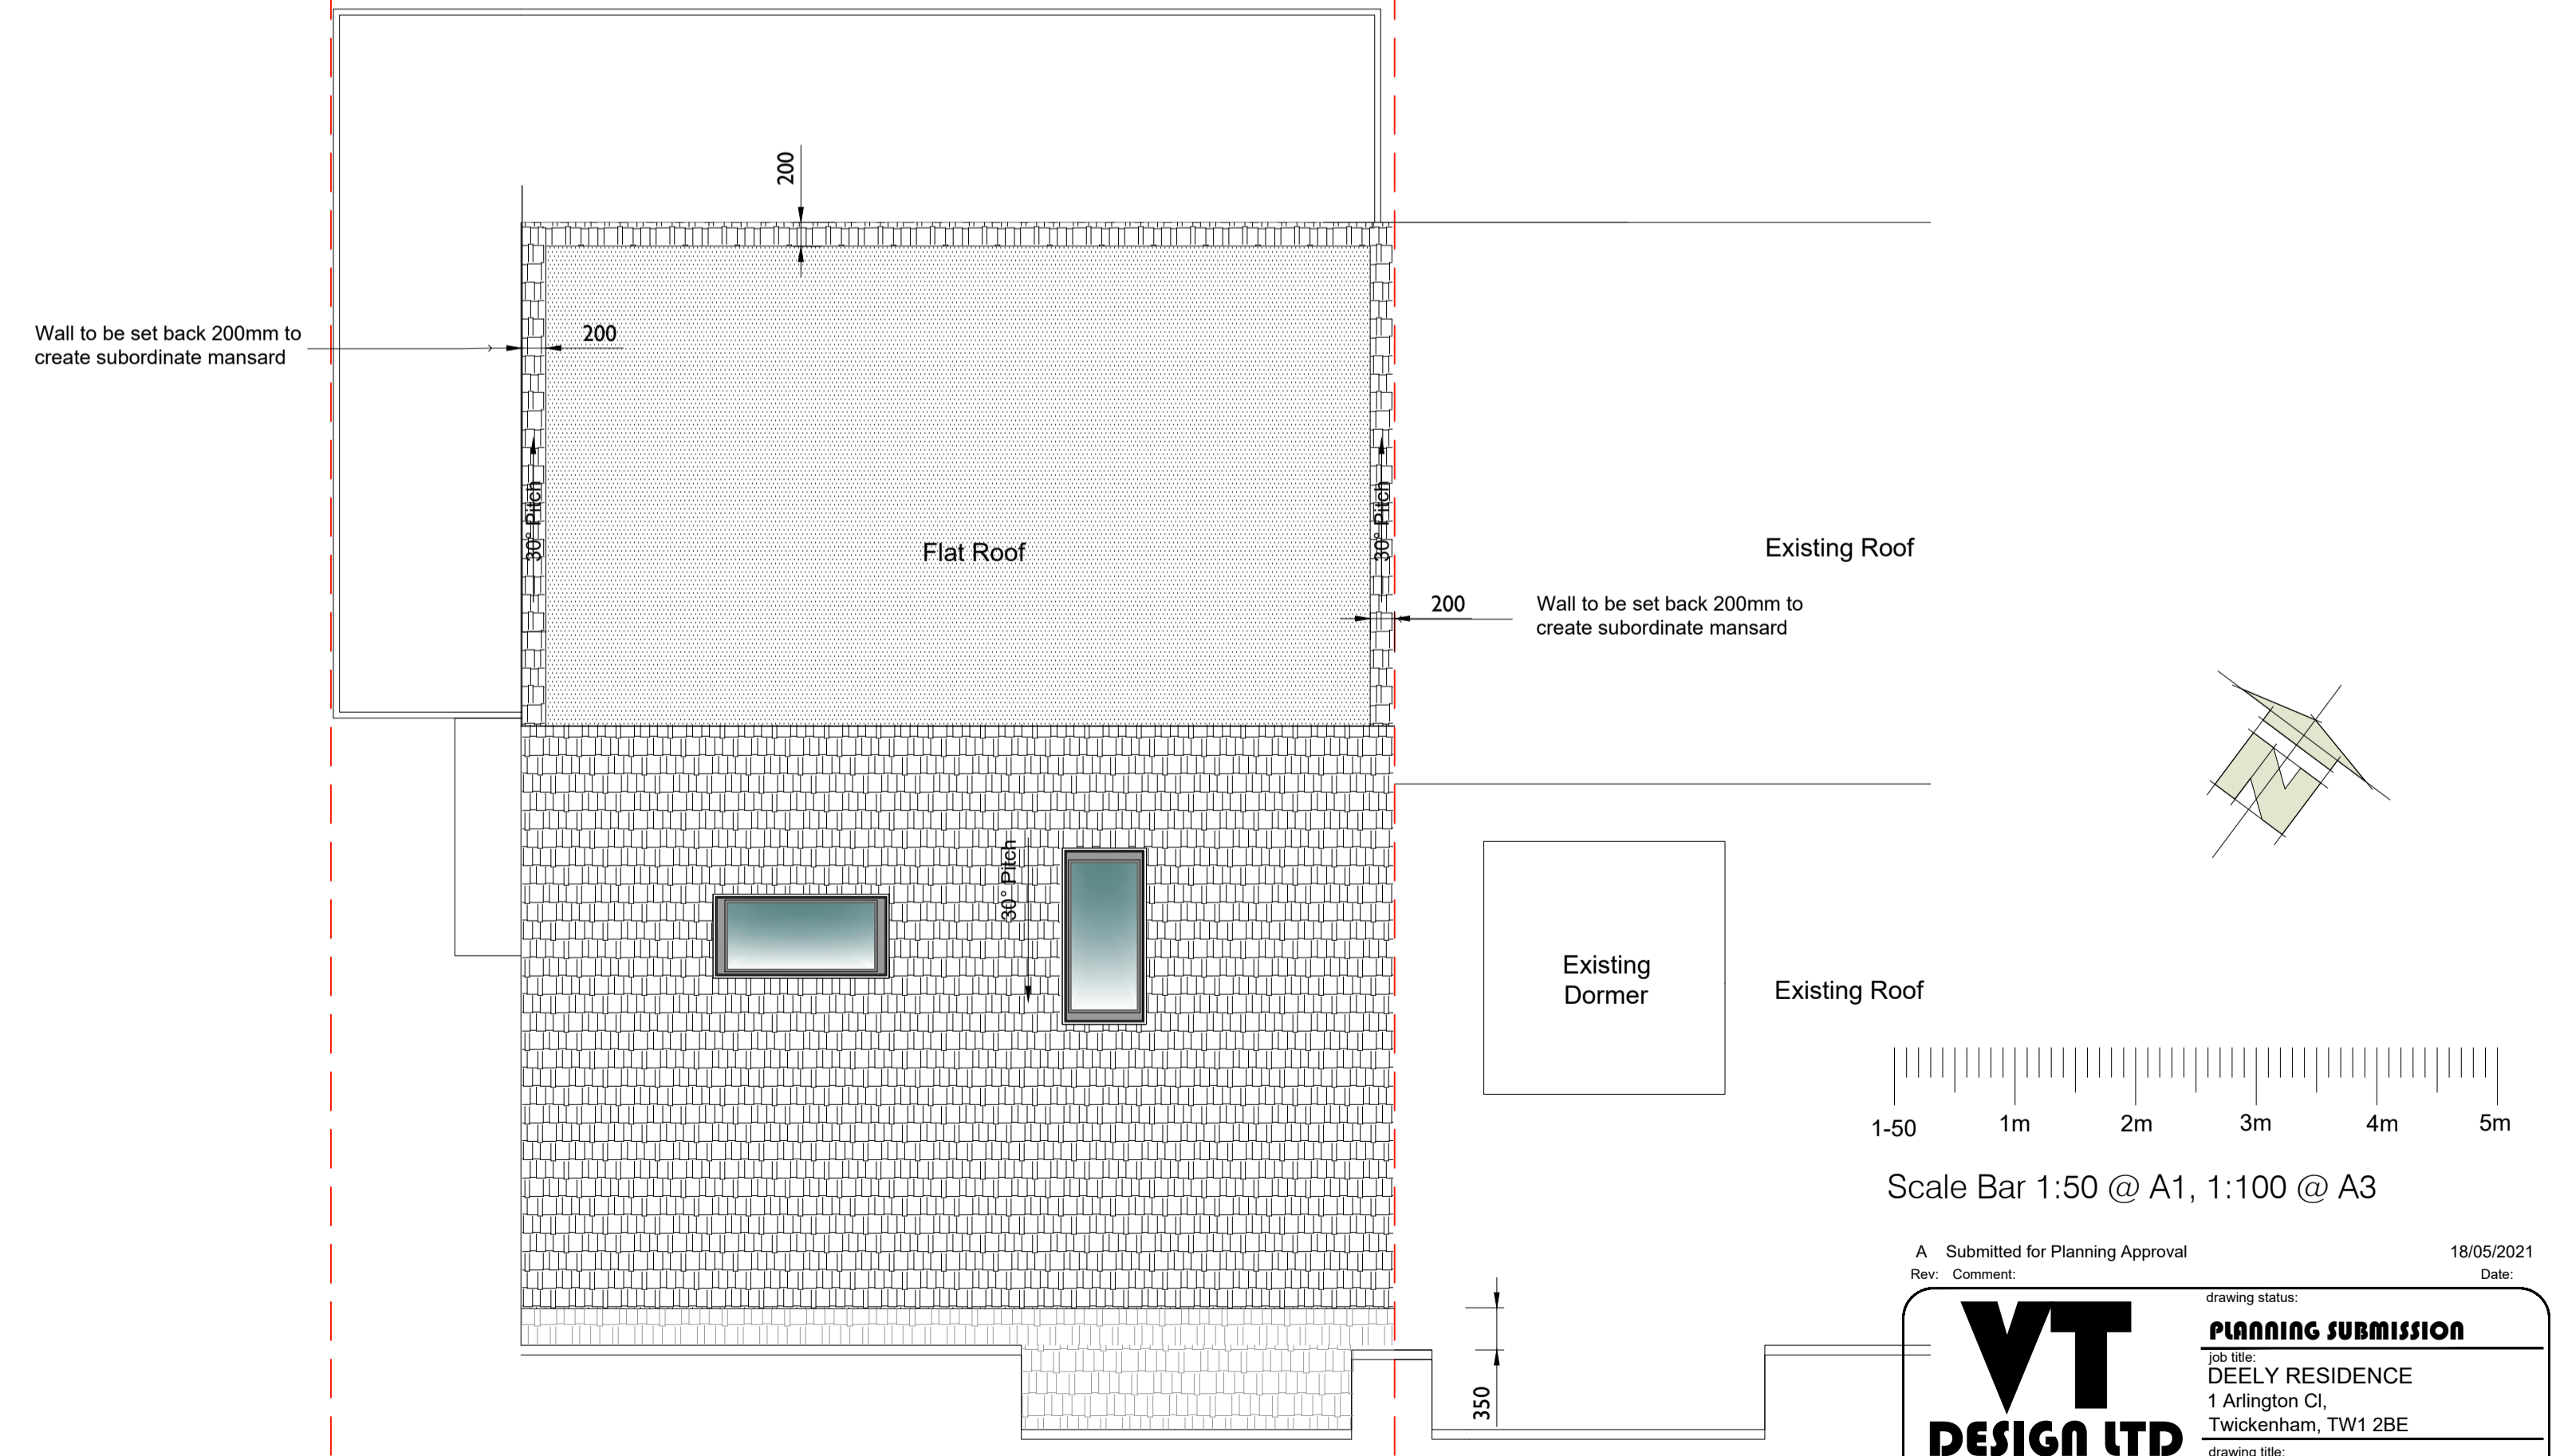 200
Wall to be set back 200mm to
create subordinate mansard
200
30° Pitch
30° Pitch
Flat Roof
Existing Roof
200
Wall to be set back 200mm to
create subordinate mansard
N
30° Pitch
Existing
Dormer
Existing Roof
1-50 1m 2m 3m 4m 5m
Scale Bar 1:50 @ A1, 1:100 @ A3
A Submitted for Planning Approval 18/05/2021
Rev: Comment: Date:
350
VT
DESIGN LTD
drawing status:
PLANNING SUBMISSION
job title:
DEELY RESIDENCE
1 Arlington Cl,
Twickenham, TW1 2BE
drawing title: